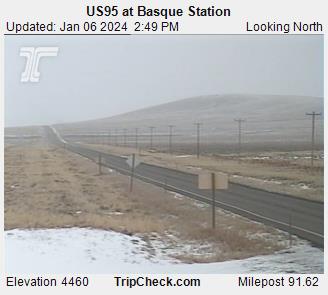 US95 at Basque Station
Updated: Jan 06 2024 2:49 PM Looking North
Elevation 4460 TripCheck.com Milepost 91.62